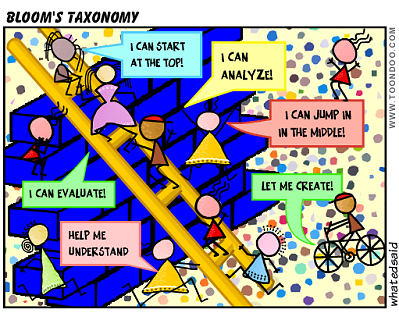 BLOOM'S TAXONOMY
I CAN START
AT THE TOP!
I CAN
ANALYZE!
I CAN JUMP IN
IN THE MIDDLE!
I CAN EVALUATE!
LET ME CREATE!
HELP ME
UNDERSTAND
WWW.TOONDOO.COM
whatedsaid